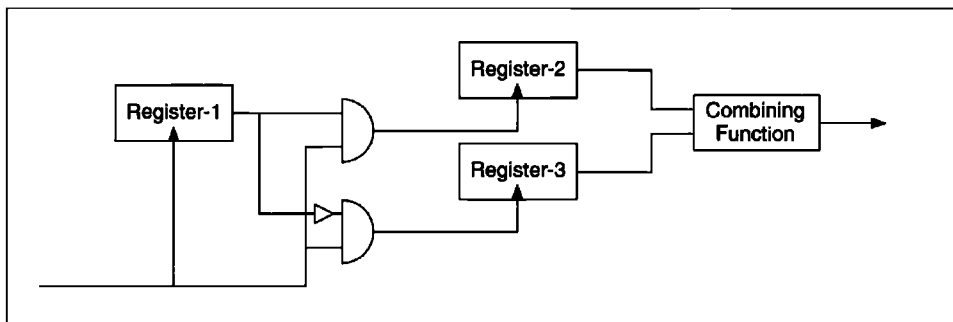 Register-2
Register-1
Combining
Function
Register-3